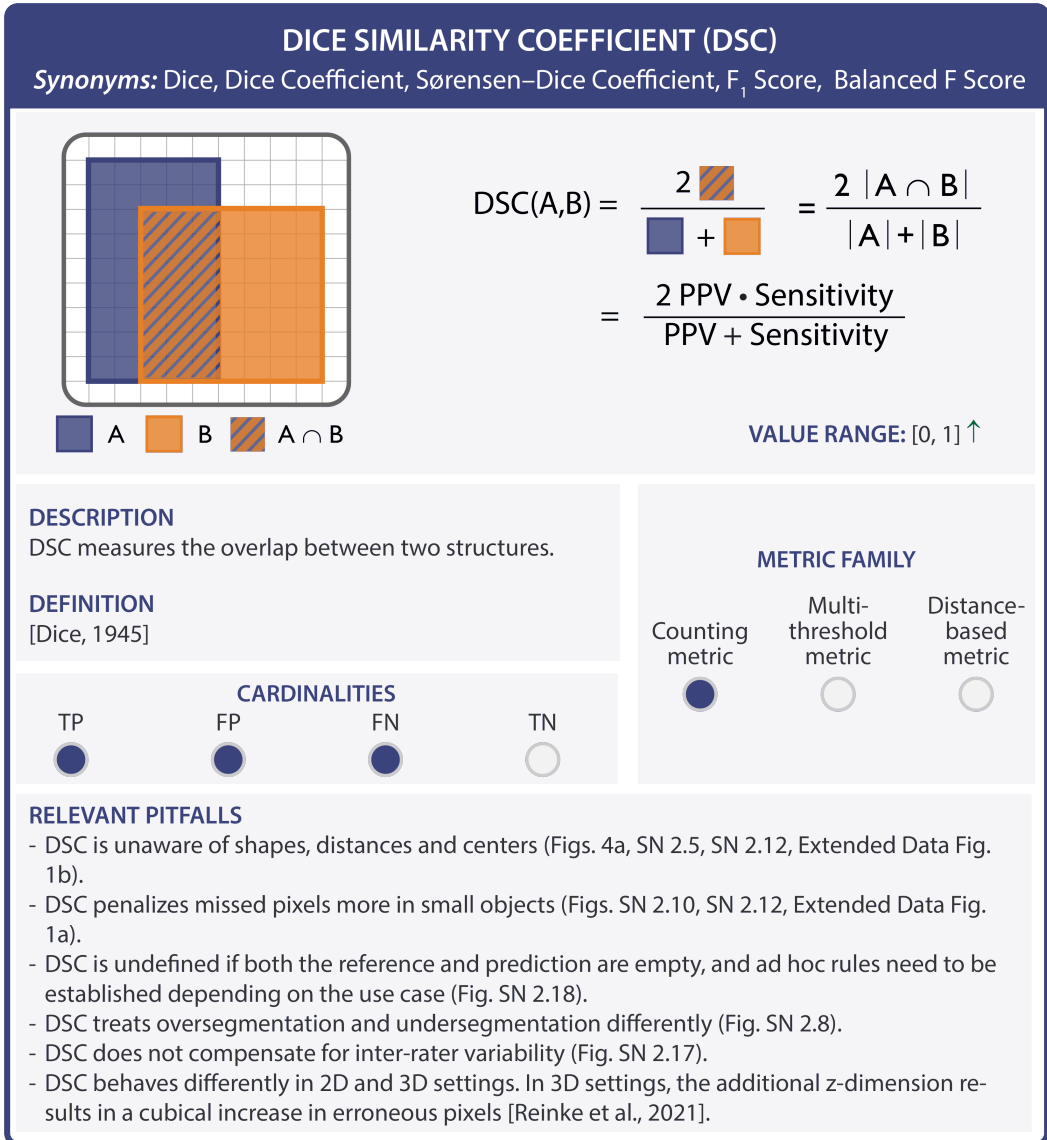 DICE SIMILARITY COEFFICIENT (DSC)
Synonyms: Dice, Dice Coefficient, Sørensen–Dice Coefficient, F1 Score, Balanced F Score
DSC(A,B) = 2 / + = 2 |A ∩ B| / |A|+|B|
= 2 PPV • Sensitivity / PPV + Sensitivity
A B A ∩ B
VALUE RANGE: [0, 1] ↑
DESCRIPTION
DSC measures the overlap between two structures.
DEFINITION
[Dice, 1945]
METRIC FAMILY
Counting
metric
Multi-
threshold
metric
Distance-
based
metric
CARDINALITIES
TP FP FN TN
RELEVANT PITFALLS
- DSC is unaware of shapes, distances and centers (Figs. 4a, SN 2.5, SN 2.12, Extended Data Fig.
1b).
- DSC penalizes missed pixels more in small objects (Figs. SN 2.10, SN 2.12, Extended Data Fig.
1a).
- DSC is undefined if both the reference and prediction are empty, and ad hoc rules need to be
established depending on the use case (Fig. SN 2.18).
- DSC treats oversegmentation and undersegmentation differently (Fig. SN 2.8).
- DSC does not compensate for inter-rater variability (Fig. SN 2.17).
- DSC behaves differently in 2D and 3D settings. In 3D settings, the additional z-dimension re-
sults in a cubical increase in erroneous pixels [Reinke et al., 2021].